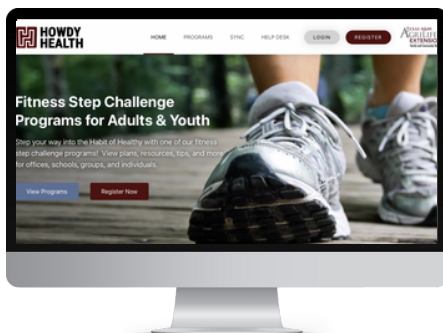 HOWDY
HEALTH
HOME PROGRAMS SYNC HELP DESK LOGIN REGISTER
AGRILIFE
EXTENSION
Fitness Step Challenge
Programs for Adults & Youth
Step your way into the Habit of Healthy with one of our fitness
step challenge programs! View plans, resources, tips, and more
for offices, schools, groups, and individuals.
View Programs Register Now